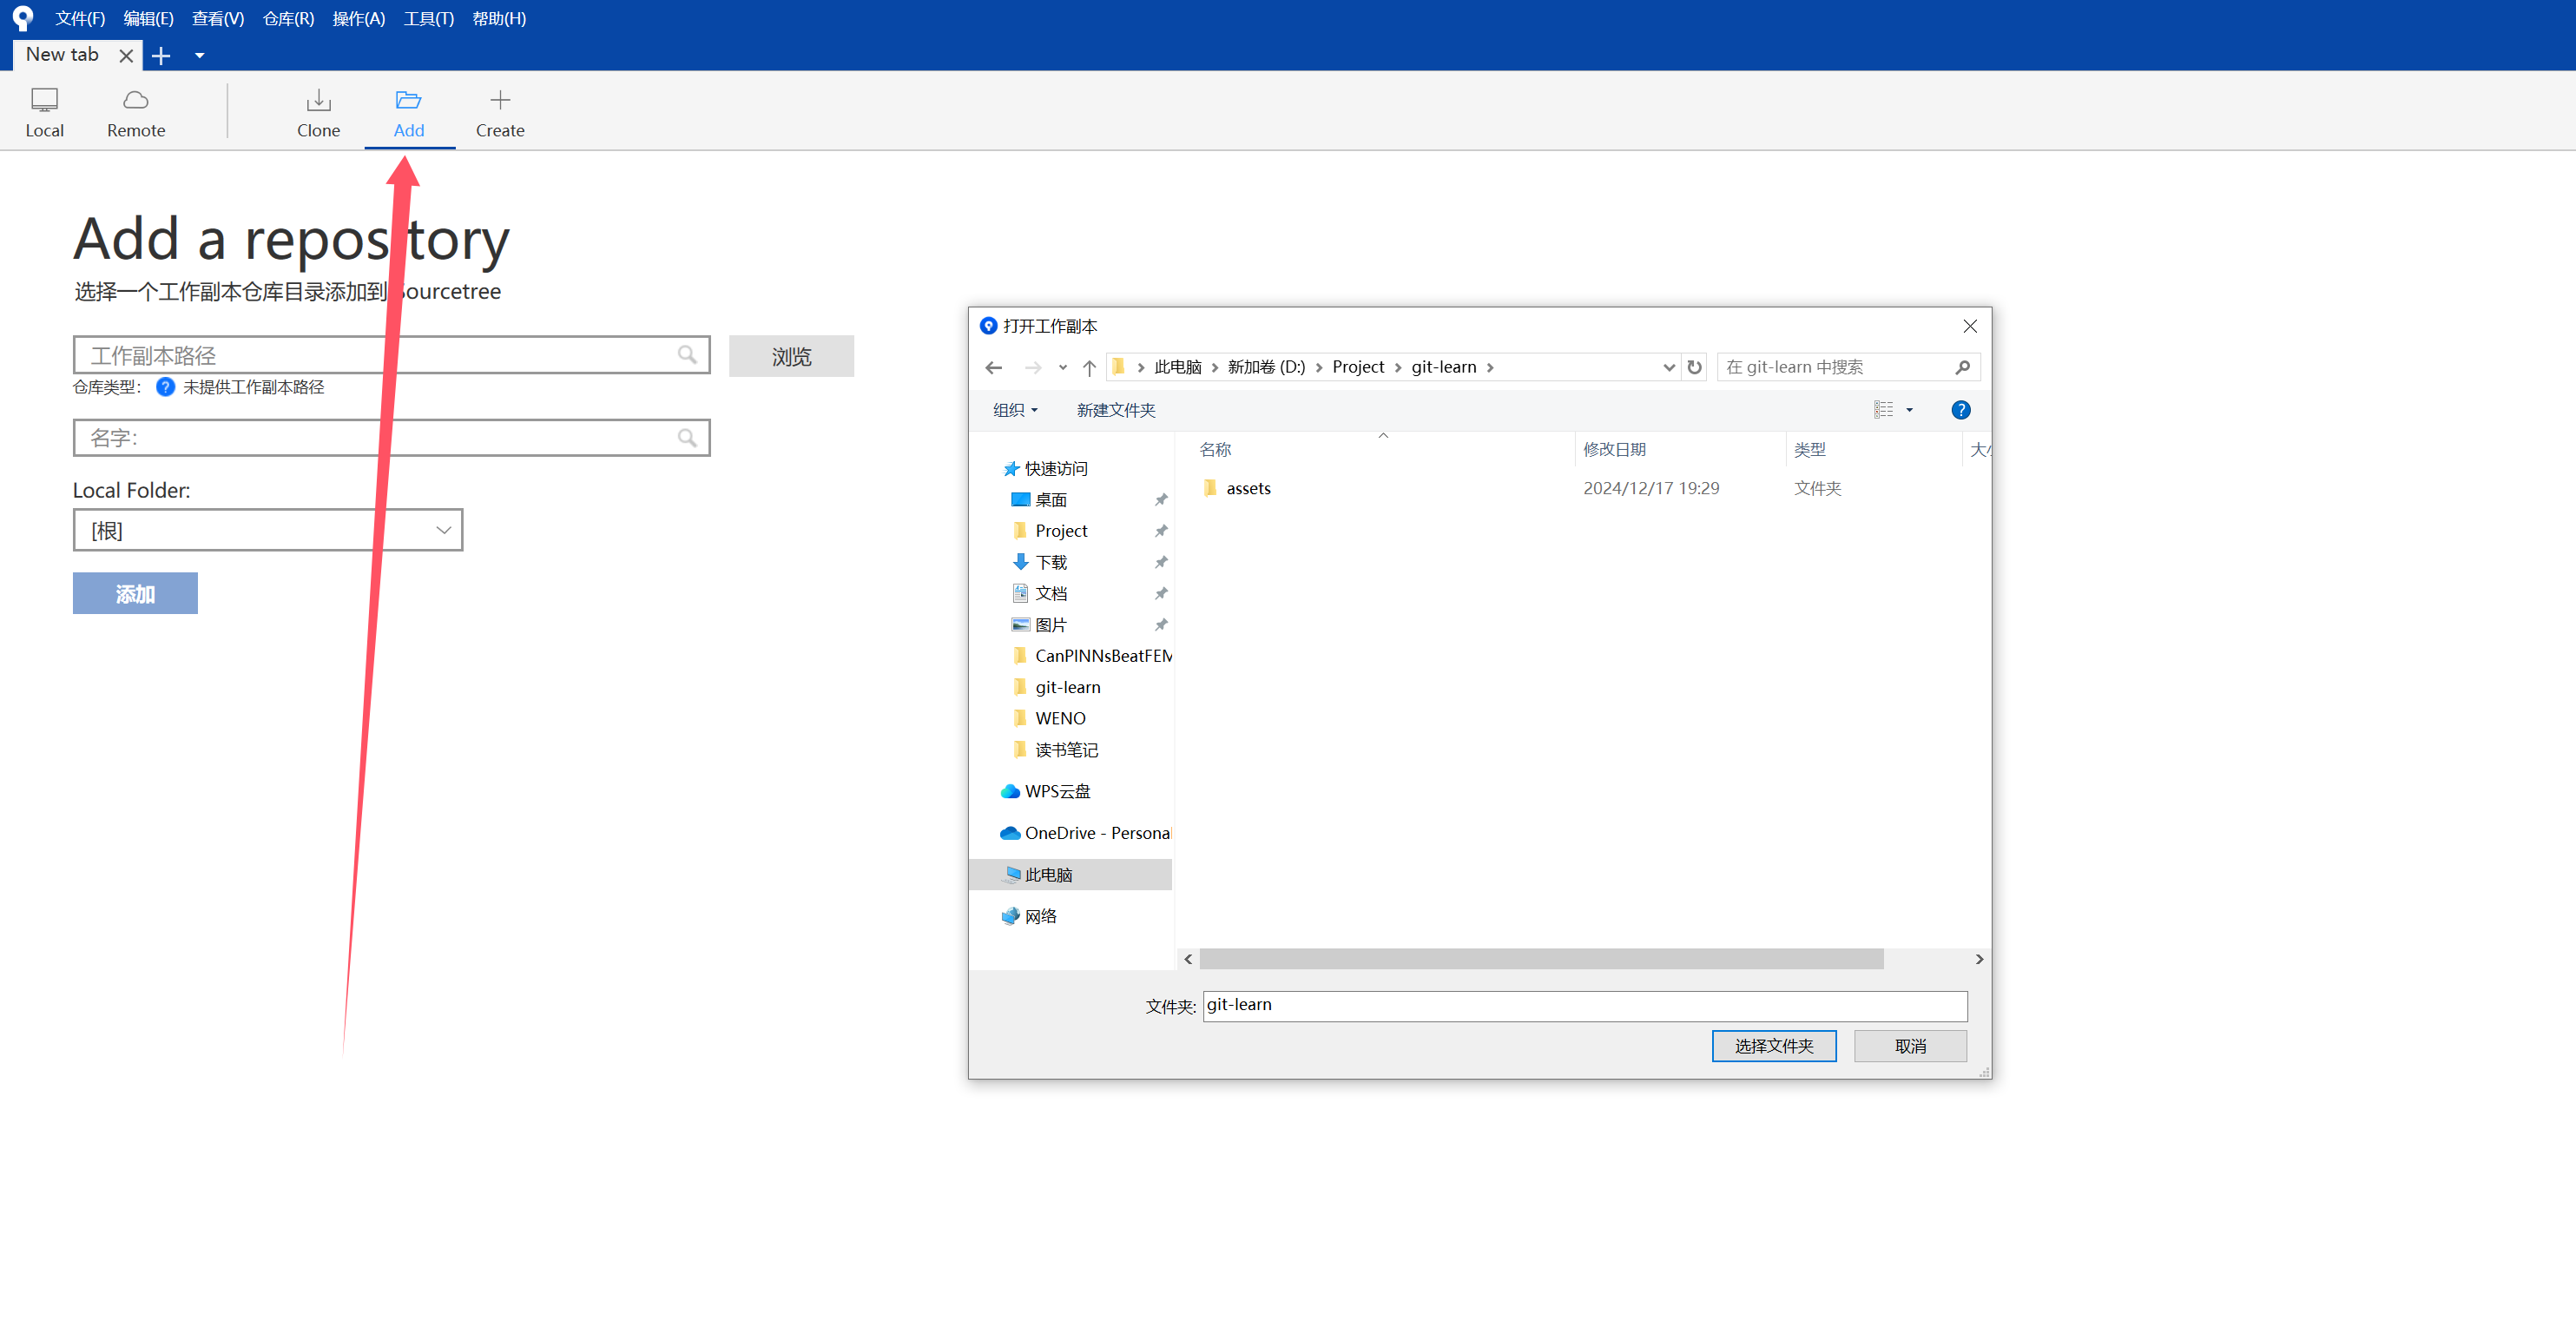 文件(F) 编辑(E) 查看(V) 仓库(R) 操作(A) 工具(T) 帮助(H)
New tab
Local Remote Clone Add Create
Add a repository
选择一个工作副本仓库目录添加到 Sourcetree
工作副本路径
浏览
仓库类型: ? 未提供工作副本路径
名字:
Local Folder:
[根]
添加
打开工作副本
此电脑 新加卷 (D:) Project git-learn
在 git-learn 中搜索
组织 新建文件夹
名称 修改日期 类型
assets 2024/12/17 19:29 文件夹
快速访问
桌面
Project
下载
文档
图片
CanPINNsBeatFEM
git-learn
WENO
读书笔记
WPS云盘
OneDrive - Personal
此电脑
网络
文件夹: git-learn
选择文件夹 取消